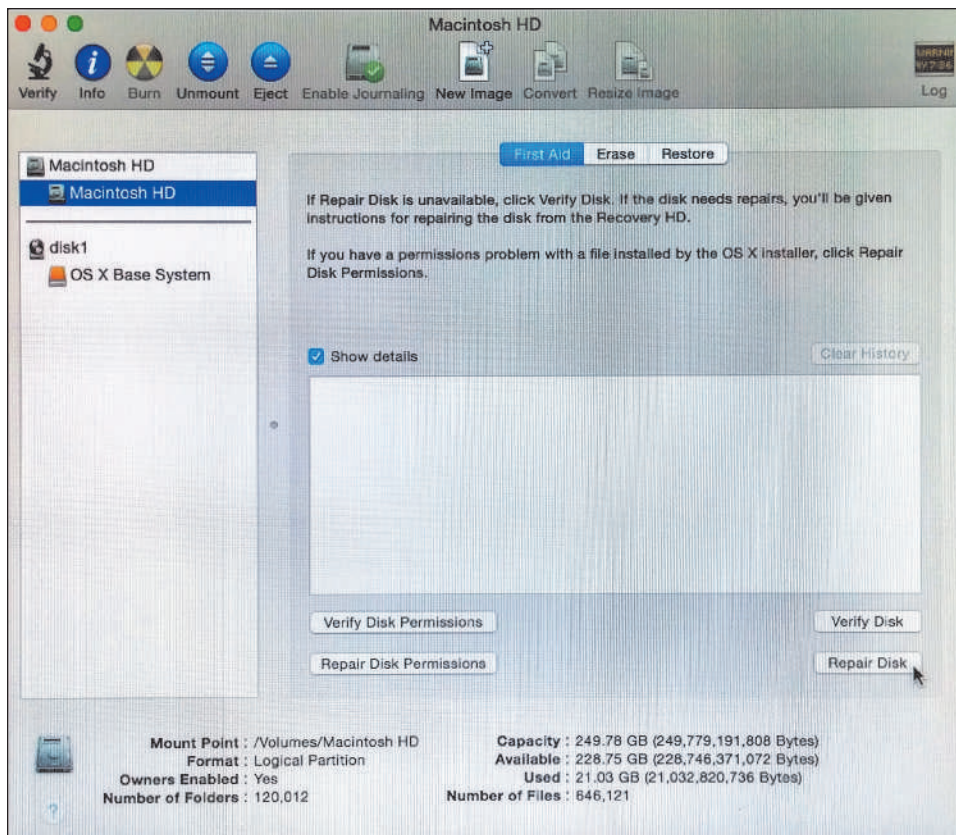 Macintosh HD
WARNIN
Verify Info Burn Unmount Eject Enable Journaling New Image Convert Resize Image Log
Macintosh HD
Macintosh HD
disk1
OS X Base System
First Aid Erase Restore
If Repair Disk is unavailable, click Verify Disk. If the disk needs repairs, you'll be given
instructions for repairing the disk from the Recovery HD.
If you have a permissions problem with a file installed by the OS X installer, click Repair
Disk Permissions.
Show details
Clear History
Verify Disk Permissions
Verify Disk
Repair Disk Permissions
Repair Disk
Mount Point : /Volumes/Macintosh HD
Format : Logical Partition
Owners Enabled : Yes
Number of Folders : 120,012
Capacity : 249.78 GB (249,779,191,808 Bytes)
Available : 228.75 GB (228,746,371,072 Bytes)
Used : 21.03 GB (21,032,820,736 Bytes)
Number of Files : 646,121
?